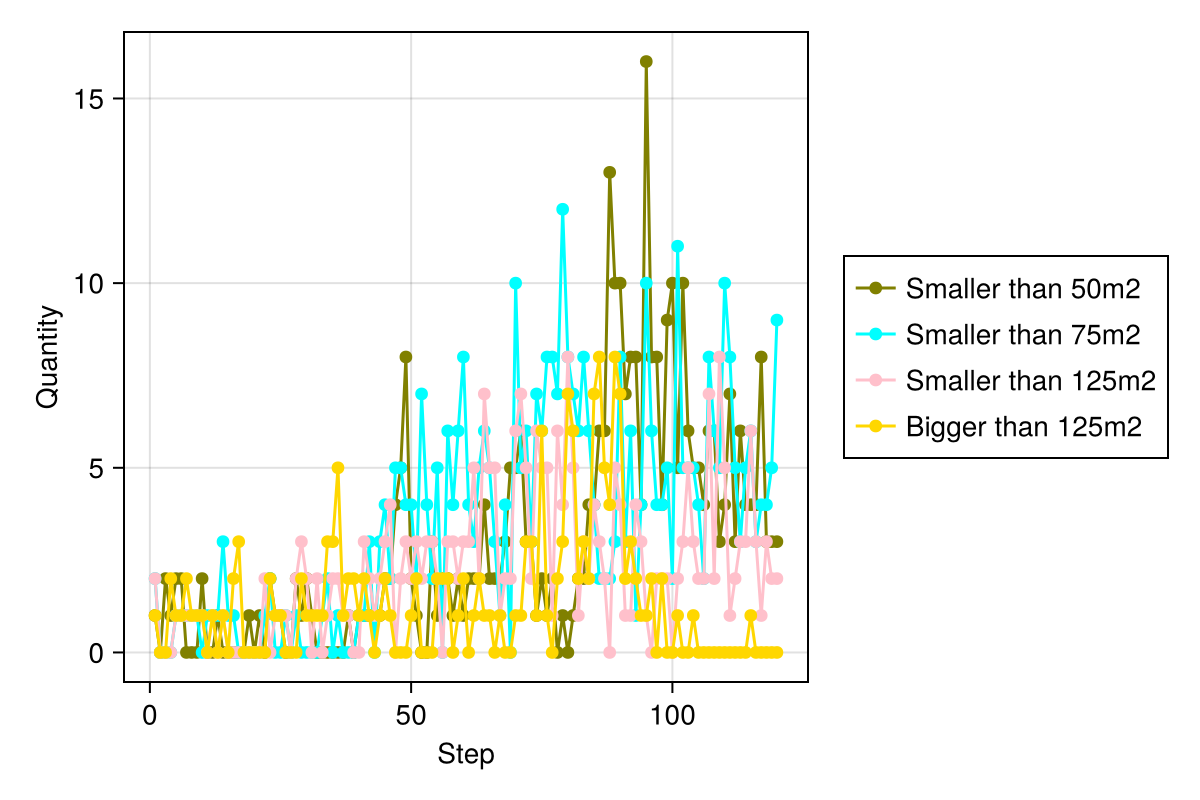 15
10
5
0
Quantity
0
50
100
Step
Smaller than 50m2
Smaller than 75m2
Smaller than 125m2
Bigger than 125m2